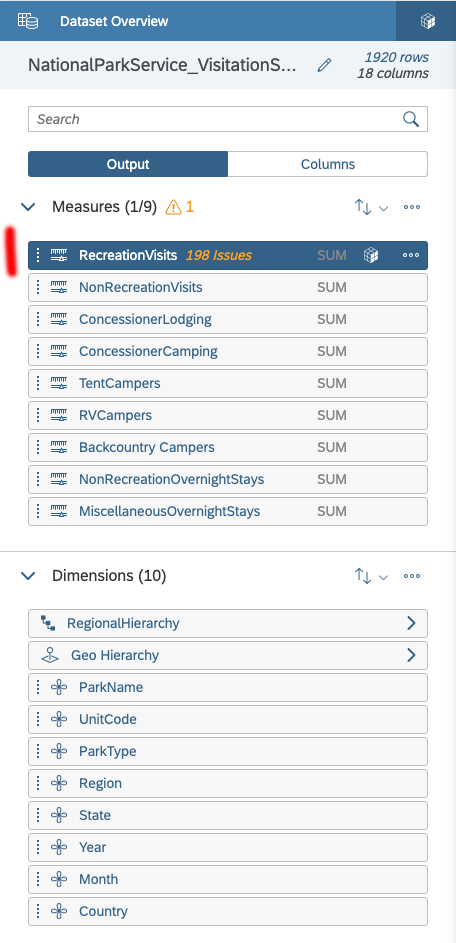 Dataset Overview
NationalParkService_VisitationS...
1920 rows
18 columns
Search
Output
Columns
Measures (1/9) 1
RecreationVisits 198 Issues SUM
NonRecreationVisits SUM
ConcessionerLodging SUM
ConcessionerCamping SUM
TentCampers SUM
RVCampers SUM
Backcountry Campers SUM
NonRecreationOvernightStays SUM
MiscellaneousOvernightStays SUM
Dimensions (10)
RegionalHierarchy
Geo Hierarchy
ParkName
UnitCode
ParkType
Region
State
Year
Month
Country